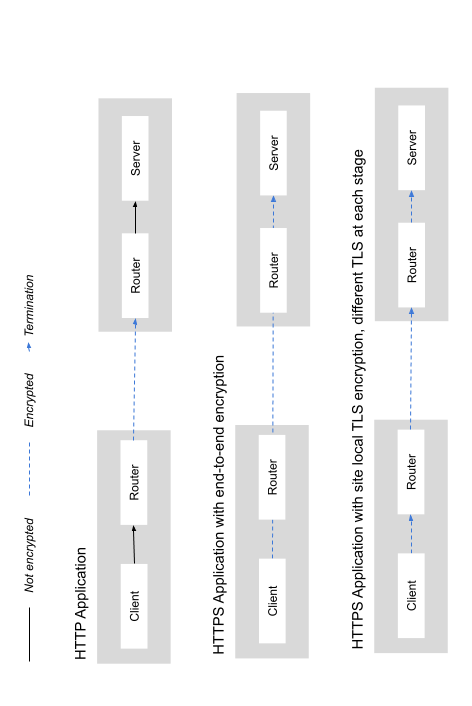 Not encrypted
Encrypted
Termination
HTTP Application
Client
Router
Router
Server
HTTPS Application with end-to-end encryption
Client
Router
Router
Server
HTTPS Application with site local TLS encryption, different TLS at each stage
Client
Router
Router
Server